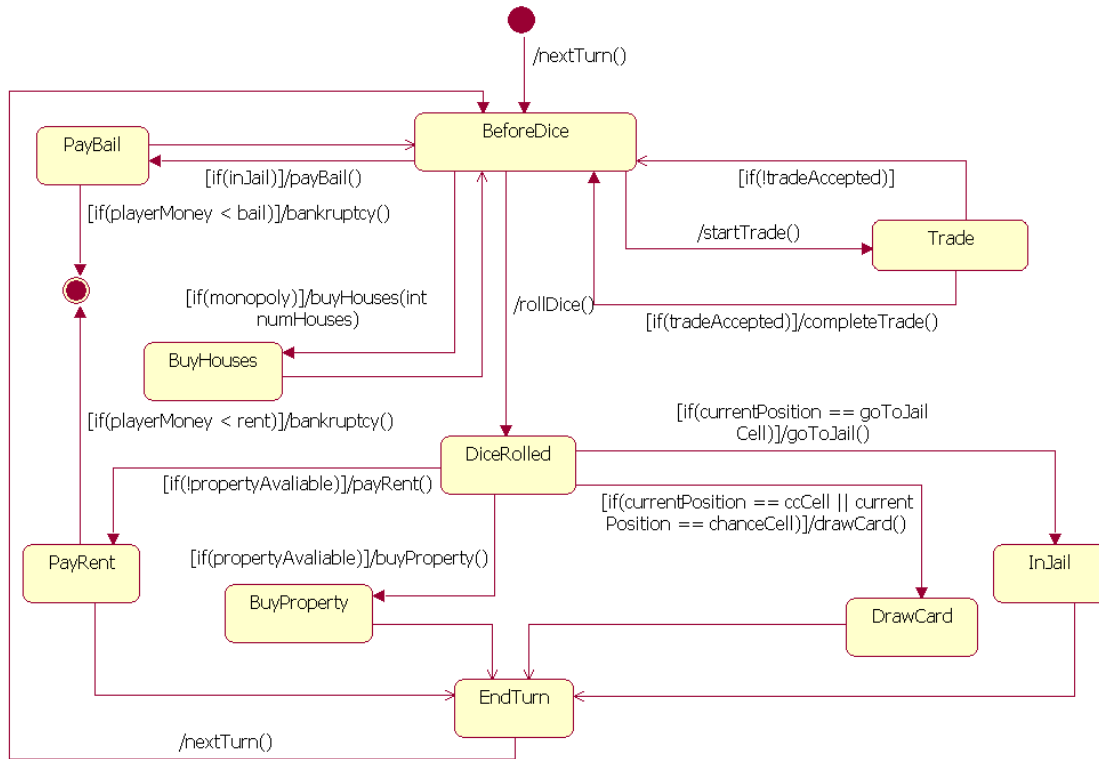 /nextTurn()
BeforeDice
PayBail
[if(inJail)]/payBail()
[if(!tradeAccepted)]
[if(playerMoney < bail)]/bankruptcy()
/startTrade()
Trade
[if(monopoly)]/buyHouses(int
numHouses)
/rollDice()
[if(tradeAccepted)]/completeTrade()
BuyHouses
[if(playerMoney < rent)]/bankruptcy()
[if(currentPosition == goToJail
Cell)]/goToJail()
DiceRolled
[if(!propertyAvaliable)]/payRent()
[if(currentPosition == ccCell || current
Position == chanceCell)]/drawCard()
PayRent
[if(propertyAvaliable)]/buyProperty()
InJail
BuyProperty
DrawCard
EndTurn
/nextTurn()